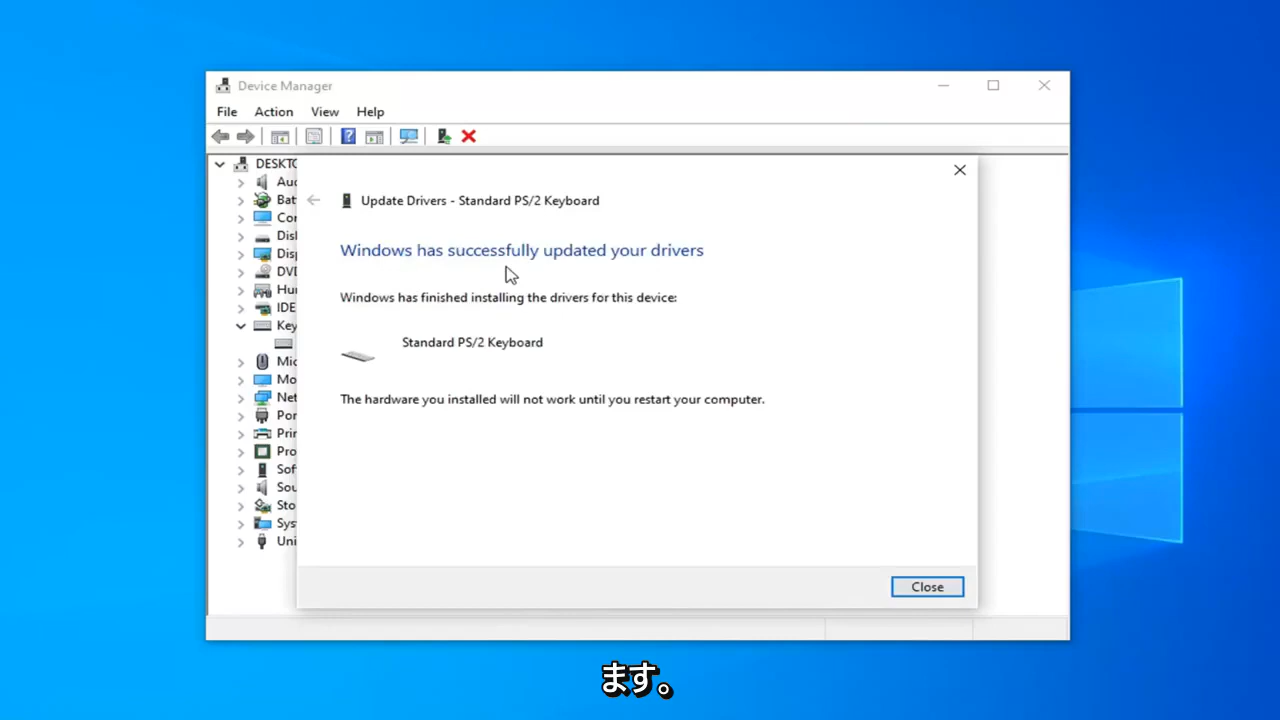 Device Manager
File Action View Help
DESKTO
Auc
Bat
Cor
Disl
Disp
DVD
Hur
IDE
Key
Mic
Mo
Net
Por
Prin
Pro
Sof
Sou
Sto
Sys
Uni
Update Drivers - Standard PS/2 Keyboard
Windows has successfully updated your drivers
Windows has finished installing the drivers for this device:
Standard PS/2 Keyboard
The hardware you installed will not work until you restart your computer.
Close
ます。